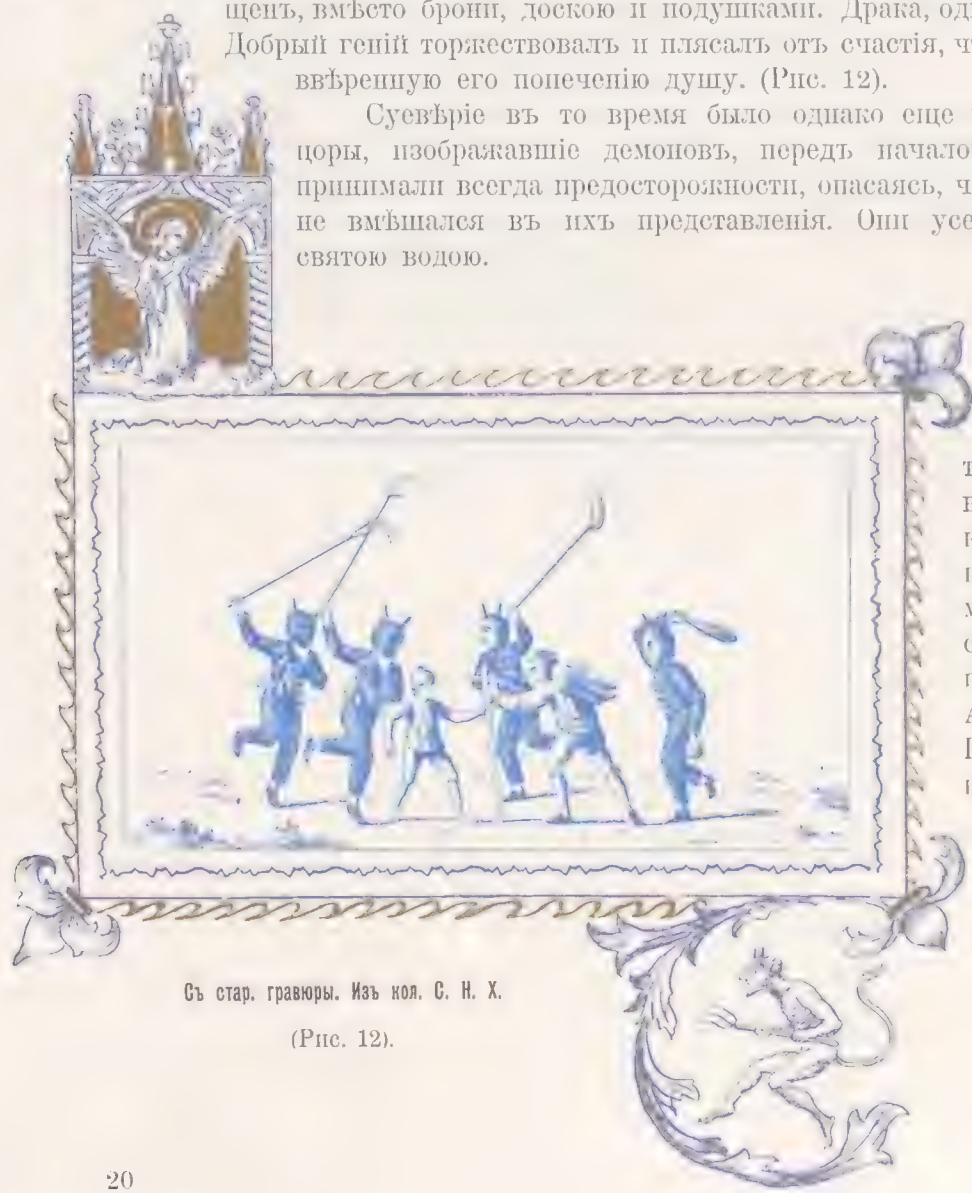 щенъ, вмѣсто брони, доскою и подушками. Драка, од
Добрый геній торжествовалъ и плясалъ отъ счастія, ч
ввѣренную его попеченію душу. (Рис. 12).
Суевѣріе въ то время было однако еще
цоры, изображавшіе демоновъ, передъ начало
принимали всегда предосторожности, опасаясь, ч
не вмѣшался въ ихъ представленія. Они усе
святою водою.
Съ стар. гравюры. Изъ кол. С. Н. Х.
(Рис. 12).
20